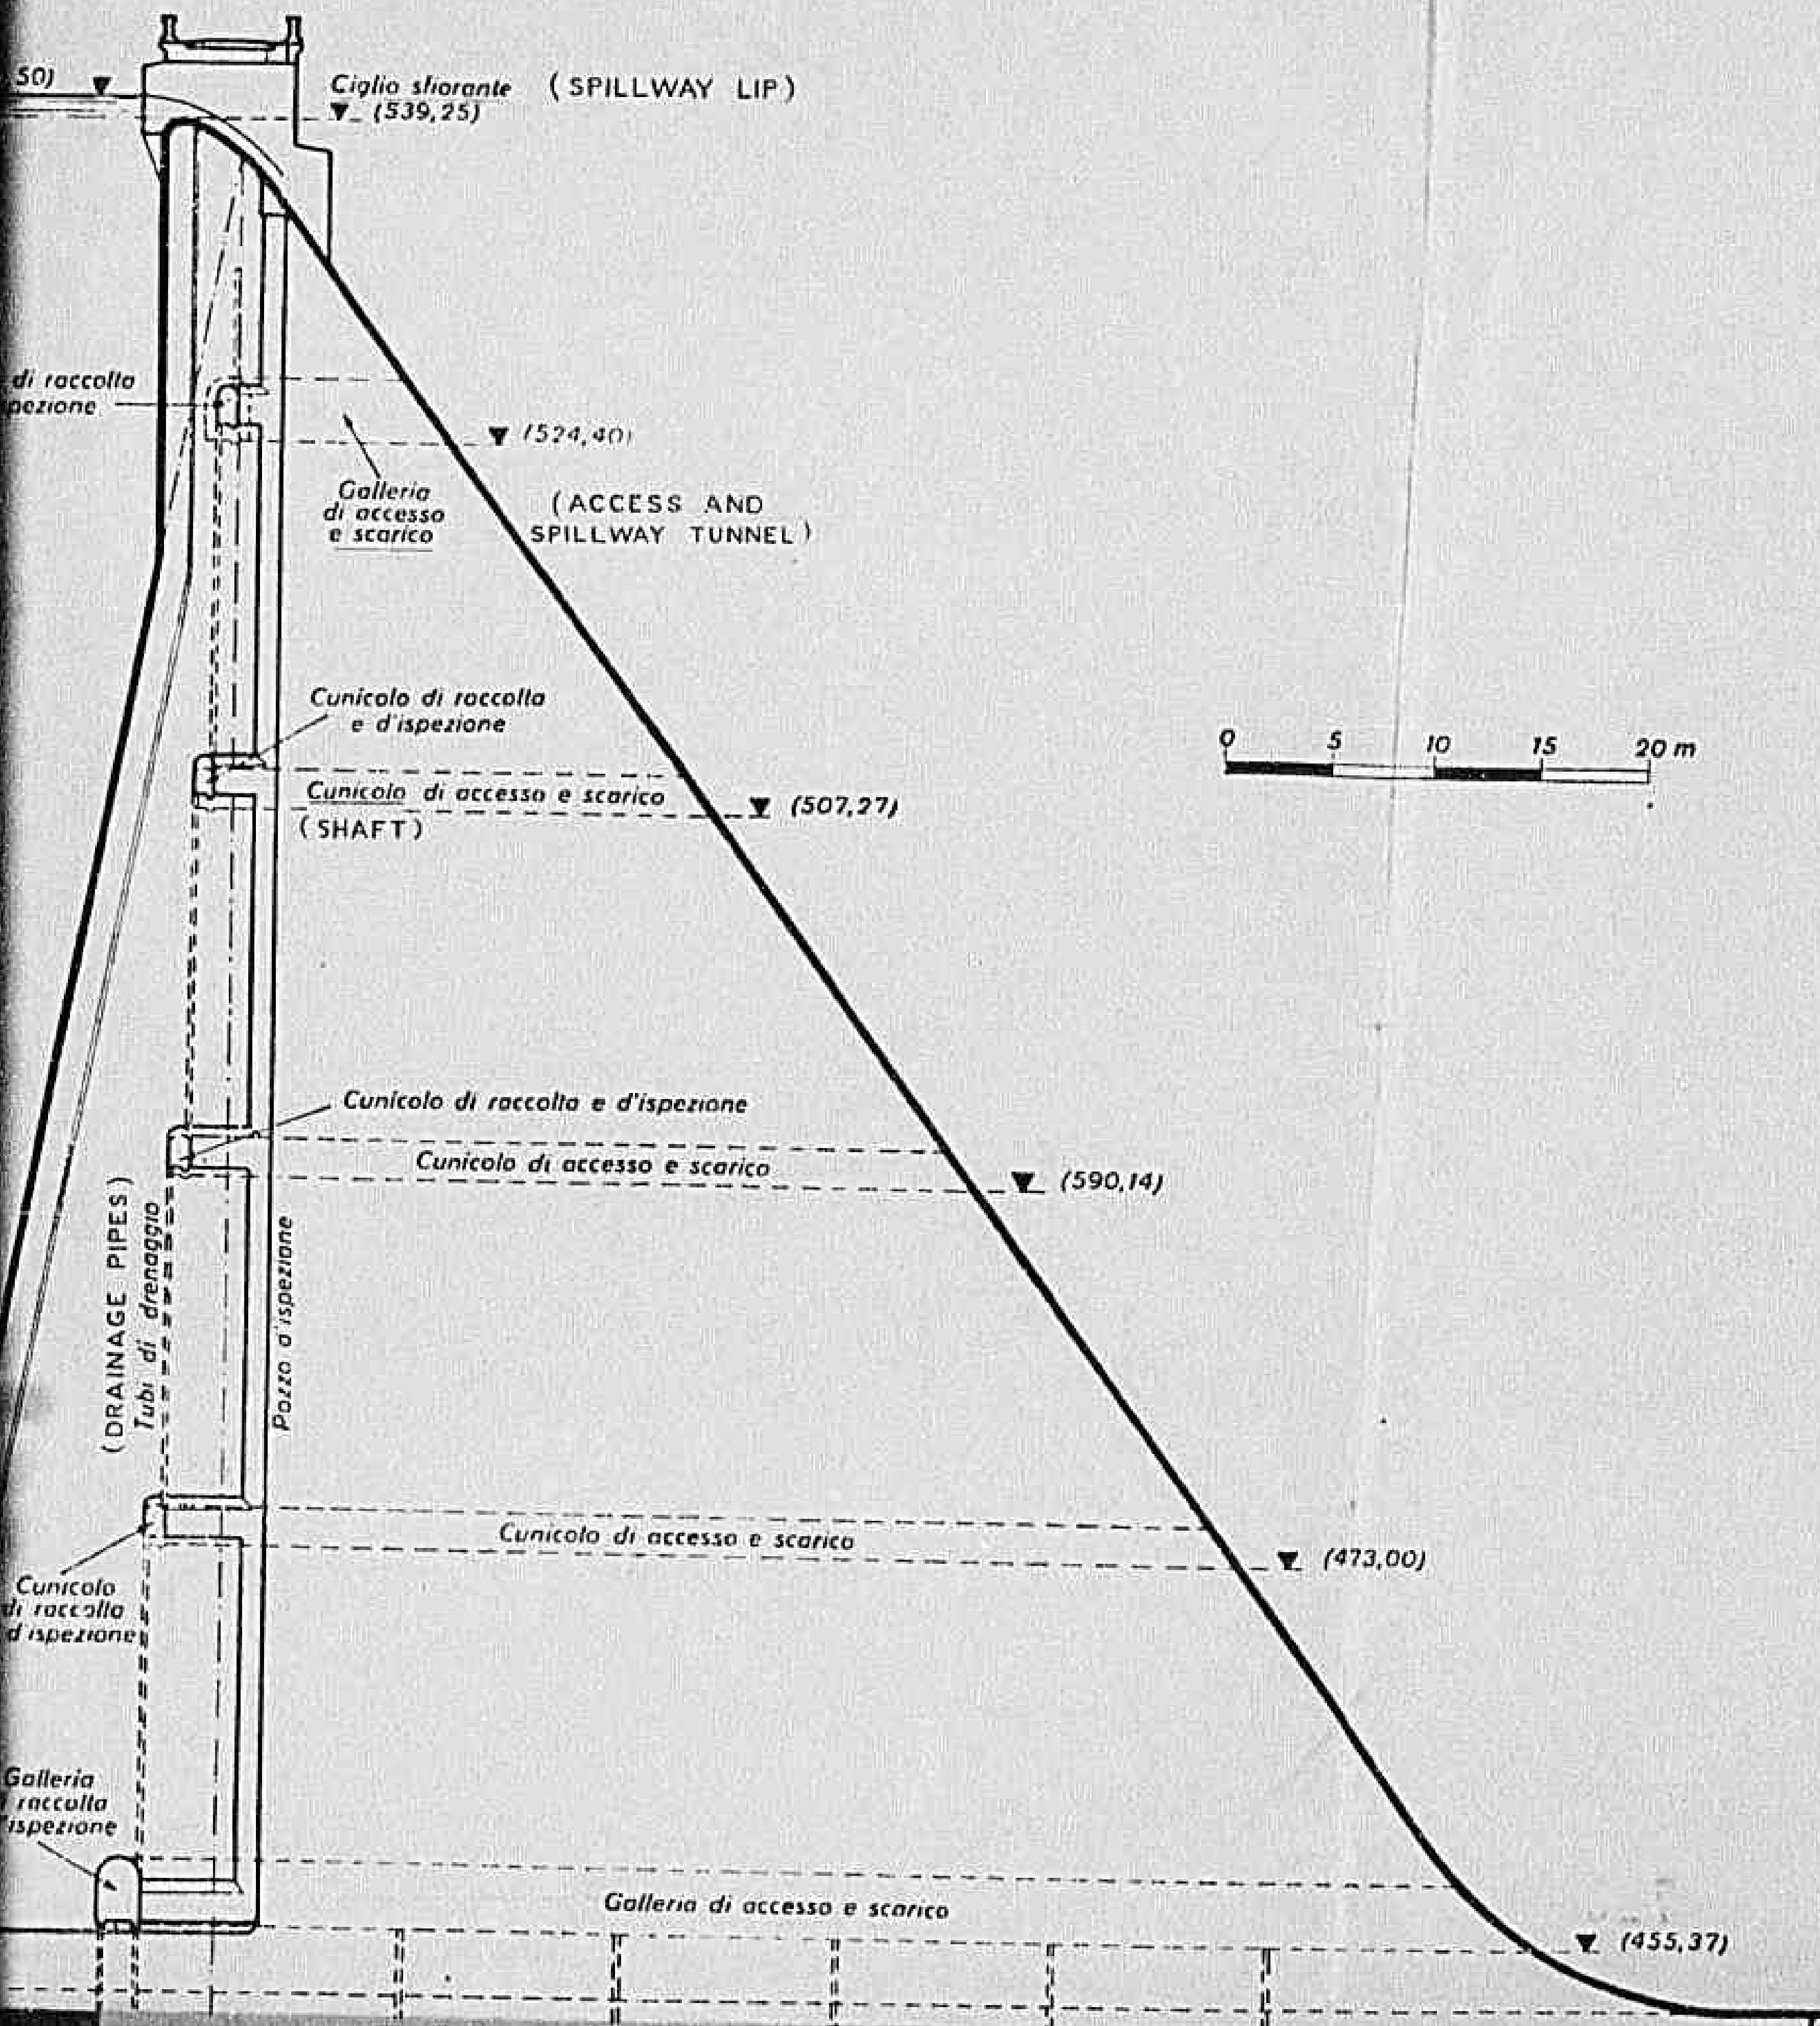 50)
Ciglio sfiorante (SPILLWAY LIP)
(539,25)
di raccolta
pezione
(524,40)
Galleria
di accesso
e scarico
(ACCESS AND
SPILLWAY TUNNEL)
Cunicolo di raccolta
e d'ispezione
0 5 10 15 20 m
Cunicolo di accesso e scarico
(507,27)
(SHAFT)
Cunicolo di raccolta e d'ispezione
Cunicolo di accesso e scarico
(590,14)
(DRAINAGE PIPES)
Tubi di drenaggio
Pozzo d'ispezione
Cunicolo di accesso e scarico
(473,00)
Cunicolo
di raccolta
d'ispezione
Galleria
raccolta
ispezione
Galleria di accesso e scarico
(455,37)